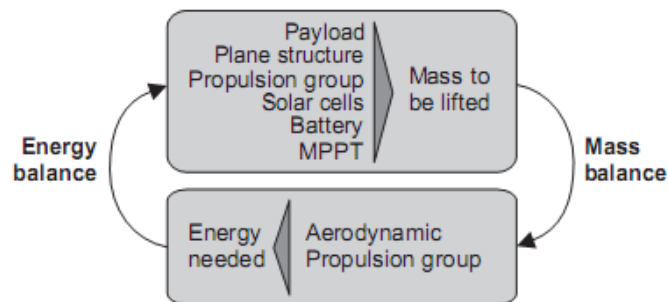 Payload
Plane structure
Propulsion group
Solar cells
Battery
MPPT
Mass to
be lifted
Energy
balance
Mass
balance
Energy
needed
Aerodynamic
Propulsion group